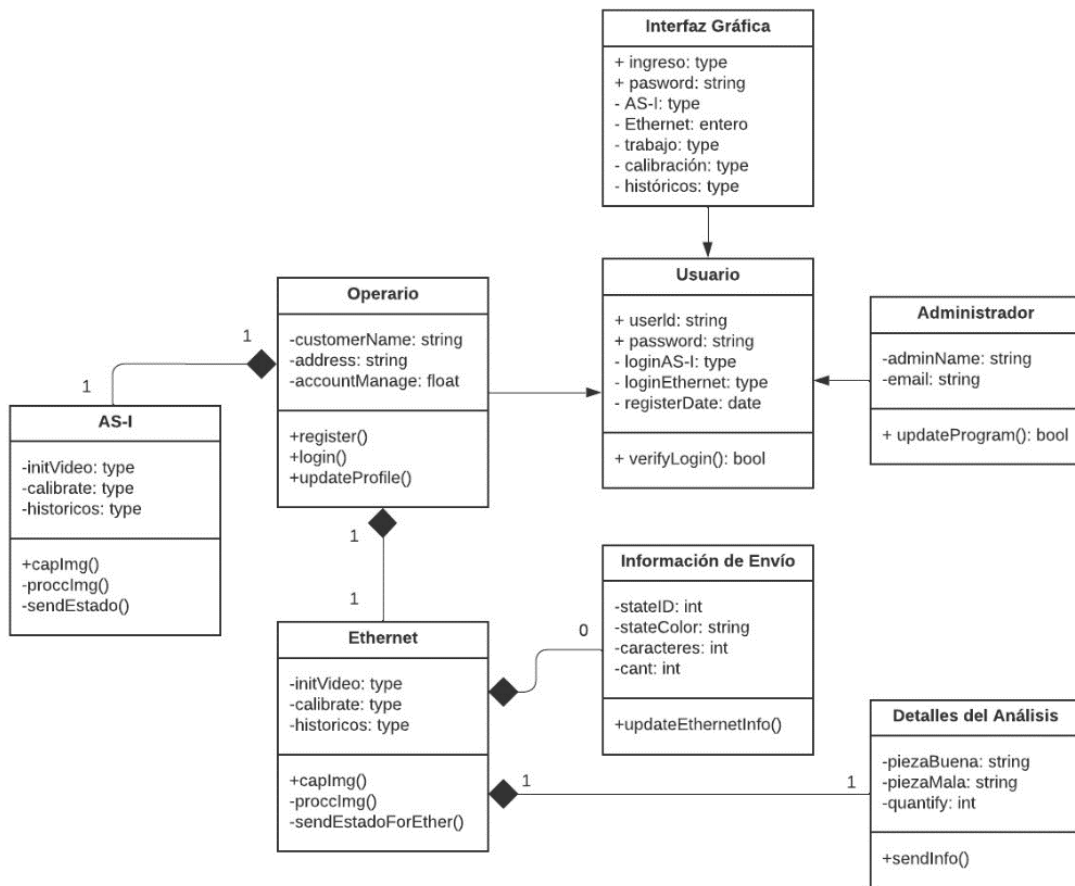 Interfaz Gráfica
+ ingreso: type
+ pasword: string
- AS-I: type
- Ethernet: entero
- trabajo: type
- calibración: type
- históricos: type
Operario
-customerName: string
-address: string
-accountManage: float
+register()
+login()
+updateProfile()
Usuario
+ userId: string
+ password: string
- loginAS-I: type
- loginEthernet: type
- registerDate: date
+ verifyLogin(): bool
Administrador
-adminName: string
-email: string
+ updateProgram(): bool
1
1
AS-I
-initVideo: type
-calibrate: type
-historicos: type
+capImg()
-proccImg()
-sendEstado()
1
1
Ethernet
-initVideo: type
-calibrate: type
-historicos: type
+capImg()
-proccImg()
-sendEstadoForEther()
0
Información de Envío
-stateID: int
-stateColor: string
-caracteres: int
-cant: int
+updateEthernetInfo()
1
1
Detalles del Análisis
-piezaBuena: string
-piezaMala: string
-quantify: int
+sendInfo()